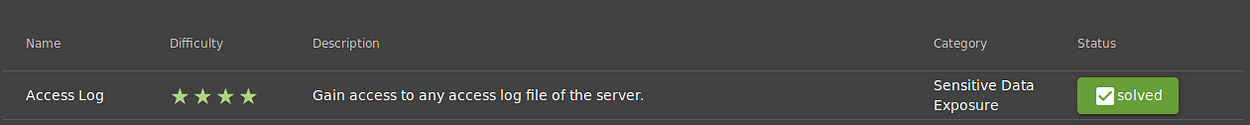 Name Difficulty Description Category Status
Access Log Gain access to any access log file of the server. Sensitive Data Exposure solved